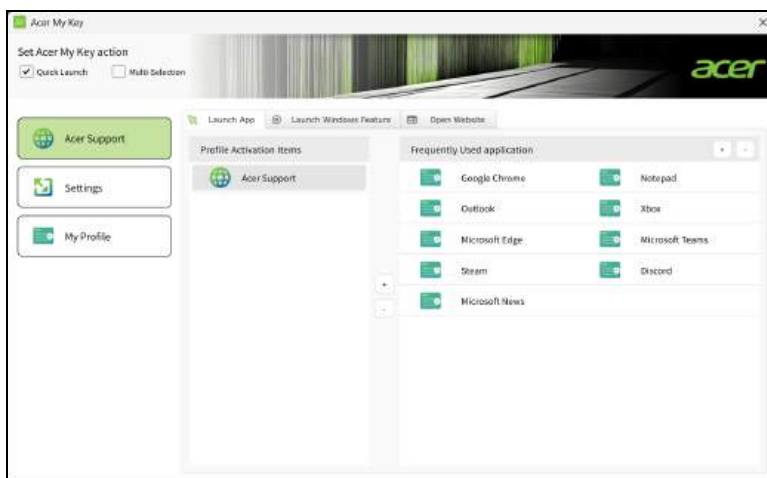 Acer My Key
Set Acer My Key action
Quick Launch Multi-Selection
acer
Launch App Launch Windows Feature Open Website
Acer Support
Settings
My Profile
Profile Activation Items
Acer Support
Frequently Used application + -
Google Chrome Notepad
Outlook Xbox
Microsoft Edge Microsoft Teams
Steam Discord
Microsoft News
+
-